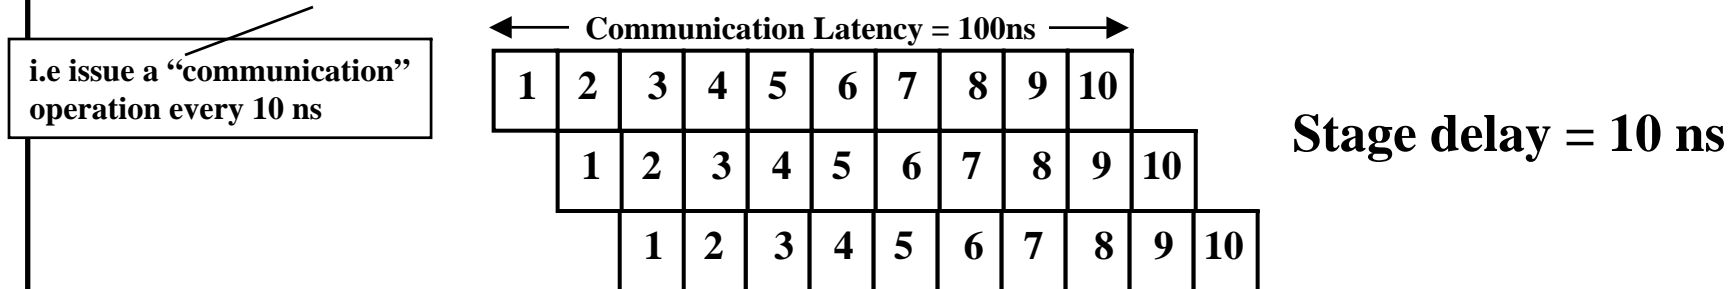 Communication Latency = 100ns
i.e issue a “communication”
operation every 10 ns
1 2 3 4 5 6 7 8 9 10
1 2 3 4 5 6 7 8 9 10
1 2 3 4 5 6 7 8 9 10
Stage delay = 10 ns